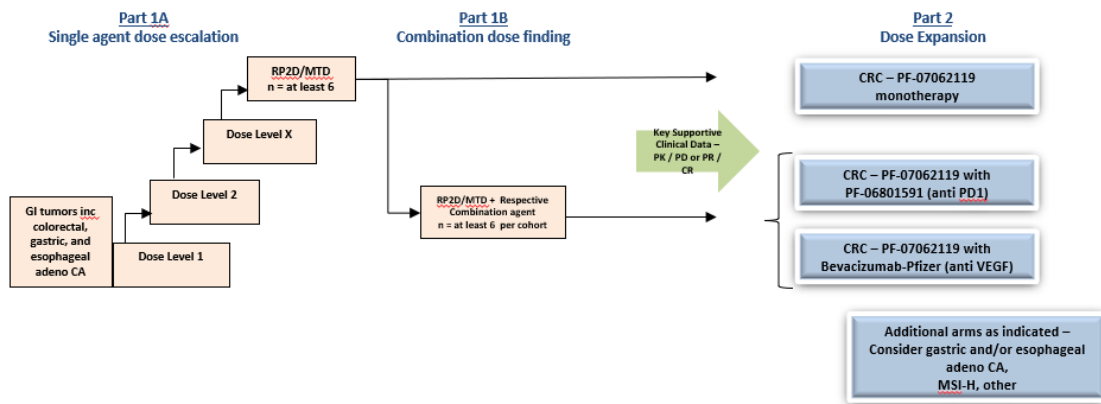 Part 1A
Single agent dose escalation
Part 1B
Combination dose finding
Part 2
Dose Expansion
RP2D/MTD
n = at least 6
Dose Level X
Dose Level 2
GI tumors inc
colorectal,
gastric, and
esophageal
adeno CA
Dose Level 1
RP2D/MTD + Respective
Combination agent
n = at least 6 per cohort
Key Supportive
Clinical Data –
PK / PD or PR /
CR
CRC – PF-07062119
monotherapy
CRC – PF-07062119 with
PF-06801591 (anti PD1)
CRC – PF-07062119 with
Bevacizumab-Pfizer (anti VEGF)
Additional arms as indicated –
Consider gastric and/or esophageal
adeno CA,
MSI-H, other